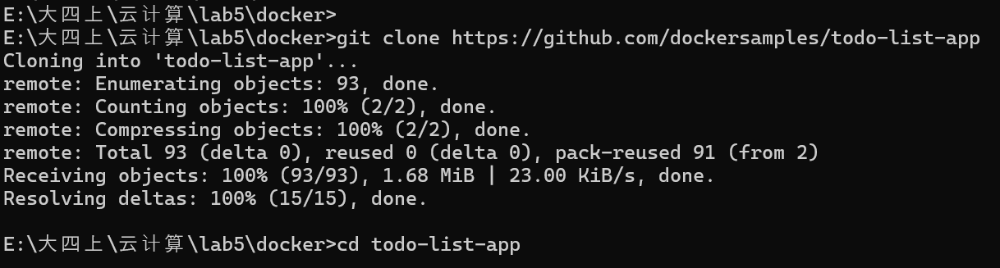 E:\大四上\云计算\lab5\docker>
E:\大四上\云计算\lab5\docker>git clone https://github.com/dockersamples/todo-list-app
Cloning into 'todo-list-app'...
remote: Enumerating objects: 93, done.
remote: Counting objects: 100% (2/2), done.
remote: Compressing objects: 100% (2/2), done.
remote: Total 93 (delta 0), reused 0 (delta 0), pack-reused 91 (from 2)
Receiving objects: 100% (93/93), 1.68 MiB | 23.00 KiB/s, done.
Resolving deltas: 100% (15/15), done.
E:\大四上\云计算\lab5\docker>cd todo-list-app